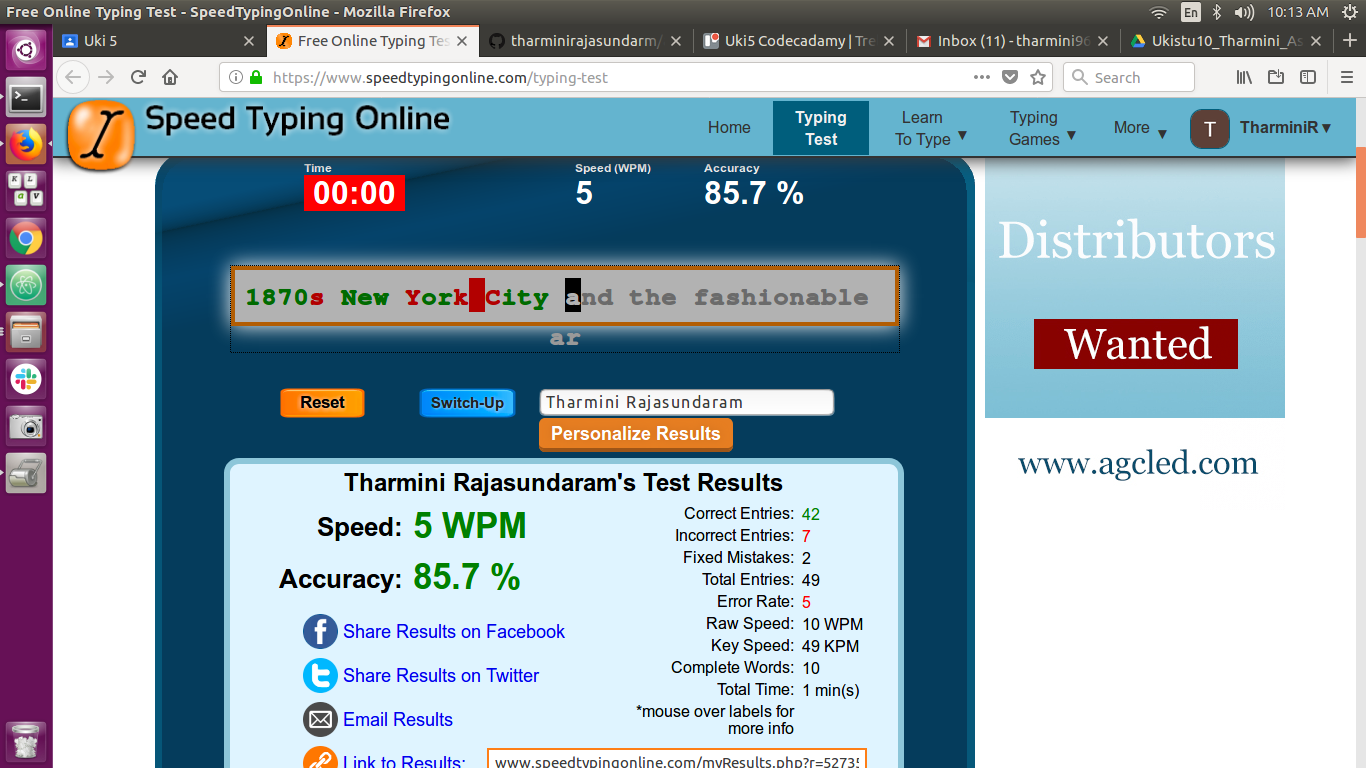 Free Online Typing Test - SpeedTypingOnline - Mozilla Firefox
En
10:13 AM
Uki 5
Free Online Typing Tes
tharminirajasundarm/
Uki5 Codecadamy | Tre
Inbox (11) - tharmini96
Ukistu10_Tharmini_As
https://www.speedtypingonline.com/typing-test
Search
Speed Typing Online
Home
Typing
Test
Learn
To Type ▼
Typing
Games ▼
More ▼
T
TharminiR ▾
Time
00:00
Speed (WPM)
5
Accuracy
85.7 %
1870s New York City and the fashionable
ar
Reset
Switch-Up
Tharmini Rajasundaram
Personalize Results
Tharmini Rajasundaram's Test Results
Speed: 5 WPM
Accuracy: 85.7 %
Share Results on Facebook
Share Results on Twitter
Email Results
Link to Results:
www.speedtypingonline.com/myResults.php?r=52735
Correct Entries: 42
Incorrect Entries: 7
Fixed Mistakes: 2
Total Entries: 49
Error Rate: 5
Raw Speed: 10 WPM
Key Speed: 49 KPM
Complete Words: 10
Total Time: 1 min(s)
*mouse over labels for
more info
Distributors
Wanted
www.agcled.com